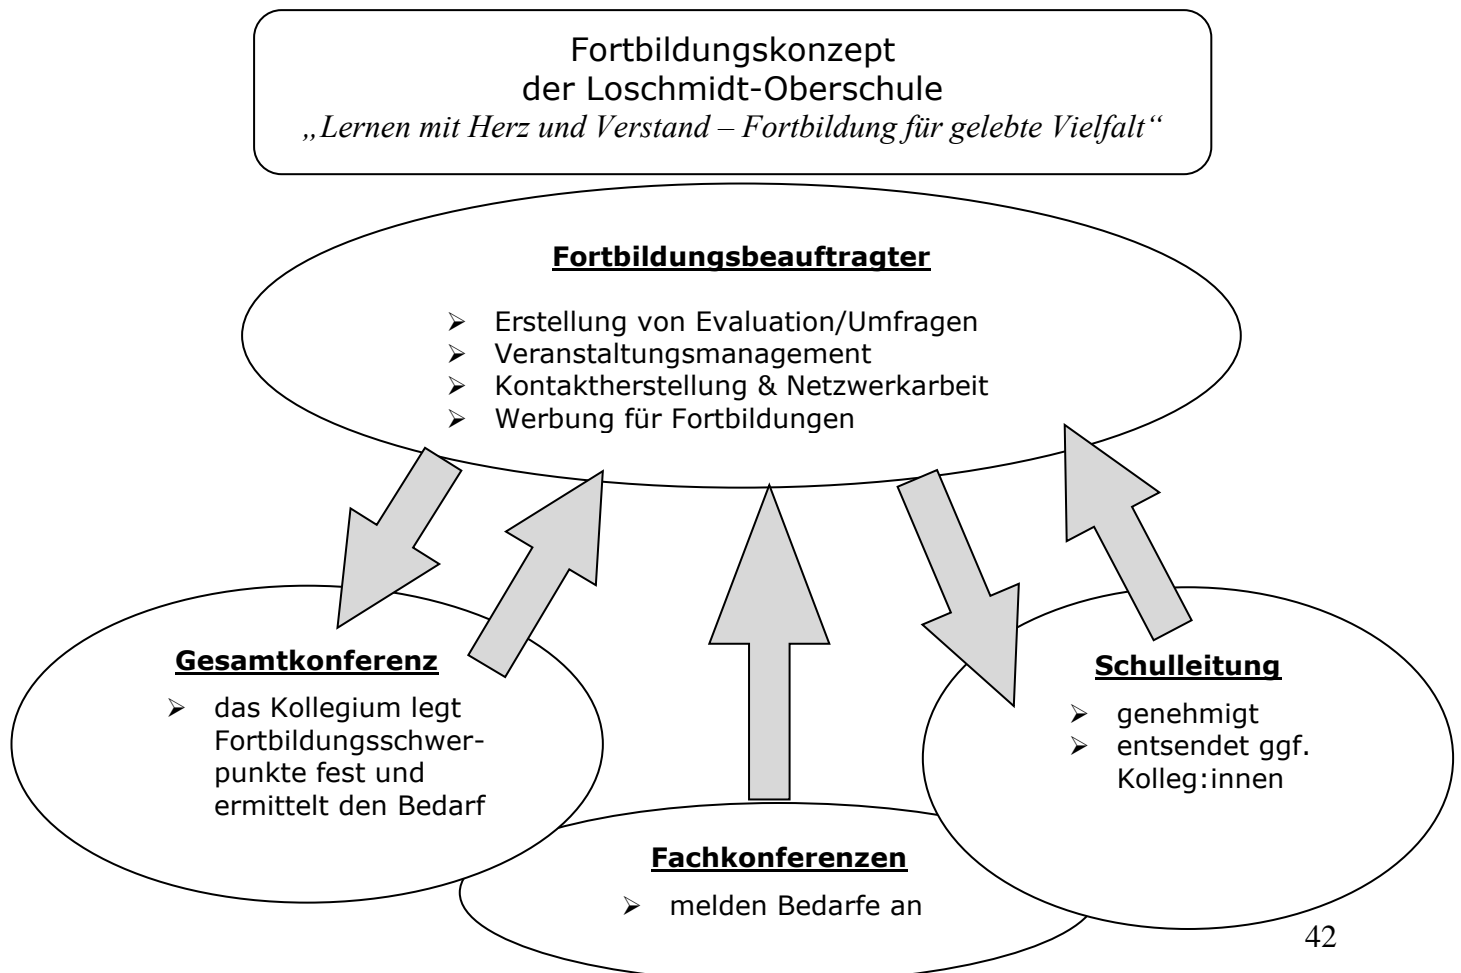 Fortbildungskonzept
der Loschmidt-Oberschule
„Lernen mit Herz und Verstand – Fortbildung für gelebte Vielfalt“
Fortbildungsbeauftragter
➢ Erstellung von Evaluation/Umfragen
➢ Veranstaltungsmanagement
➢ Kontaktherstellung & Netzwerkarbeit
➢ Werbung für Fortbildungen
Gesamtkonferenz
➢ das Kollegium legt
Fortbildungsschwer-
punkte fest und
ermittelt den Bedarf
Schulleitung
➢ genehmigt
➢ entsendet ggf.
Kolleg:innen
Fachkonferenzen
➢ melden Bedarfe an
42